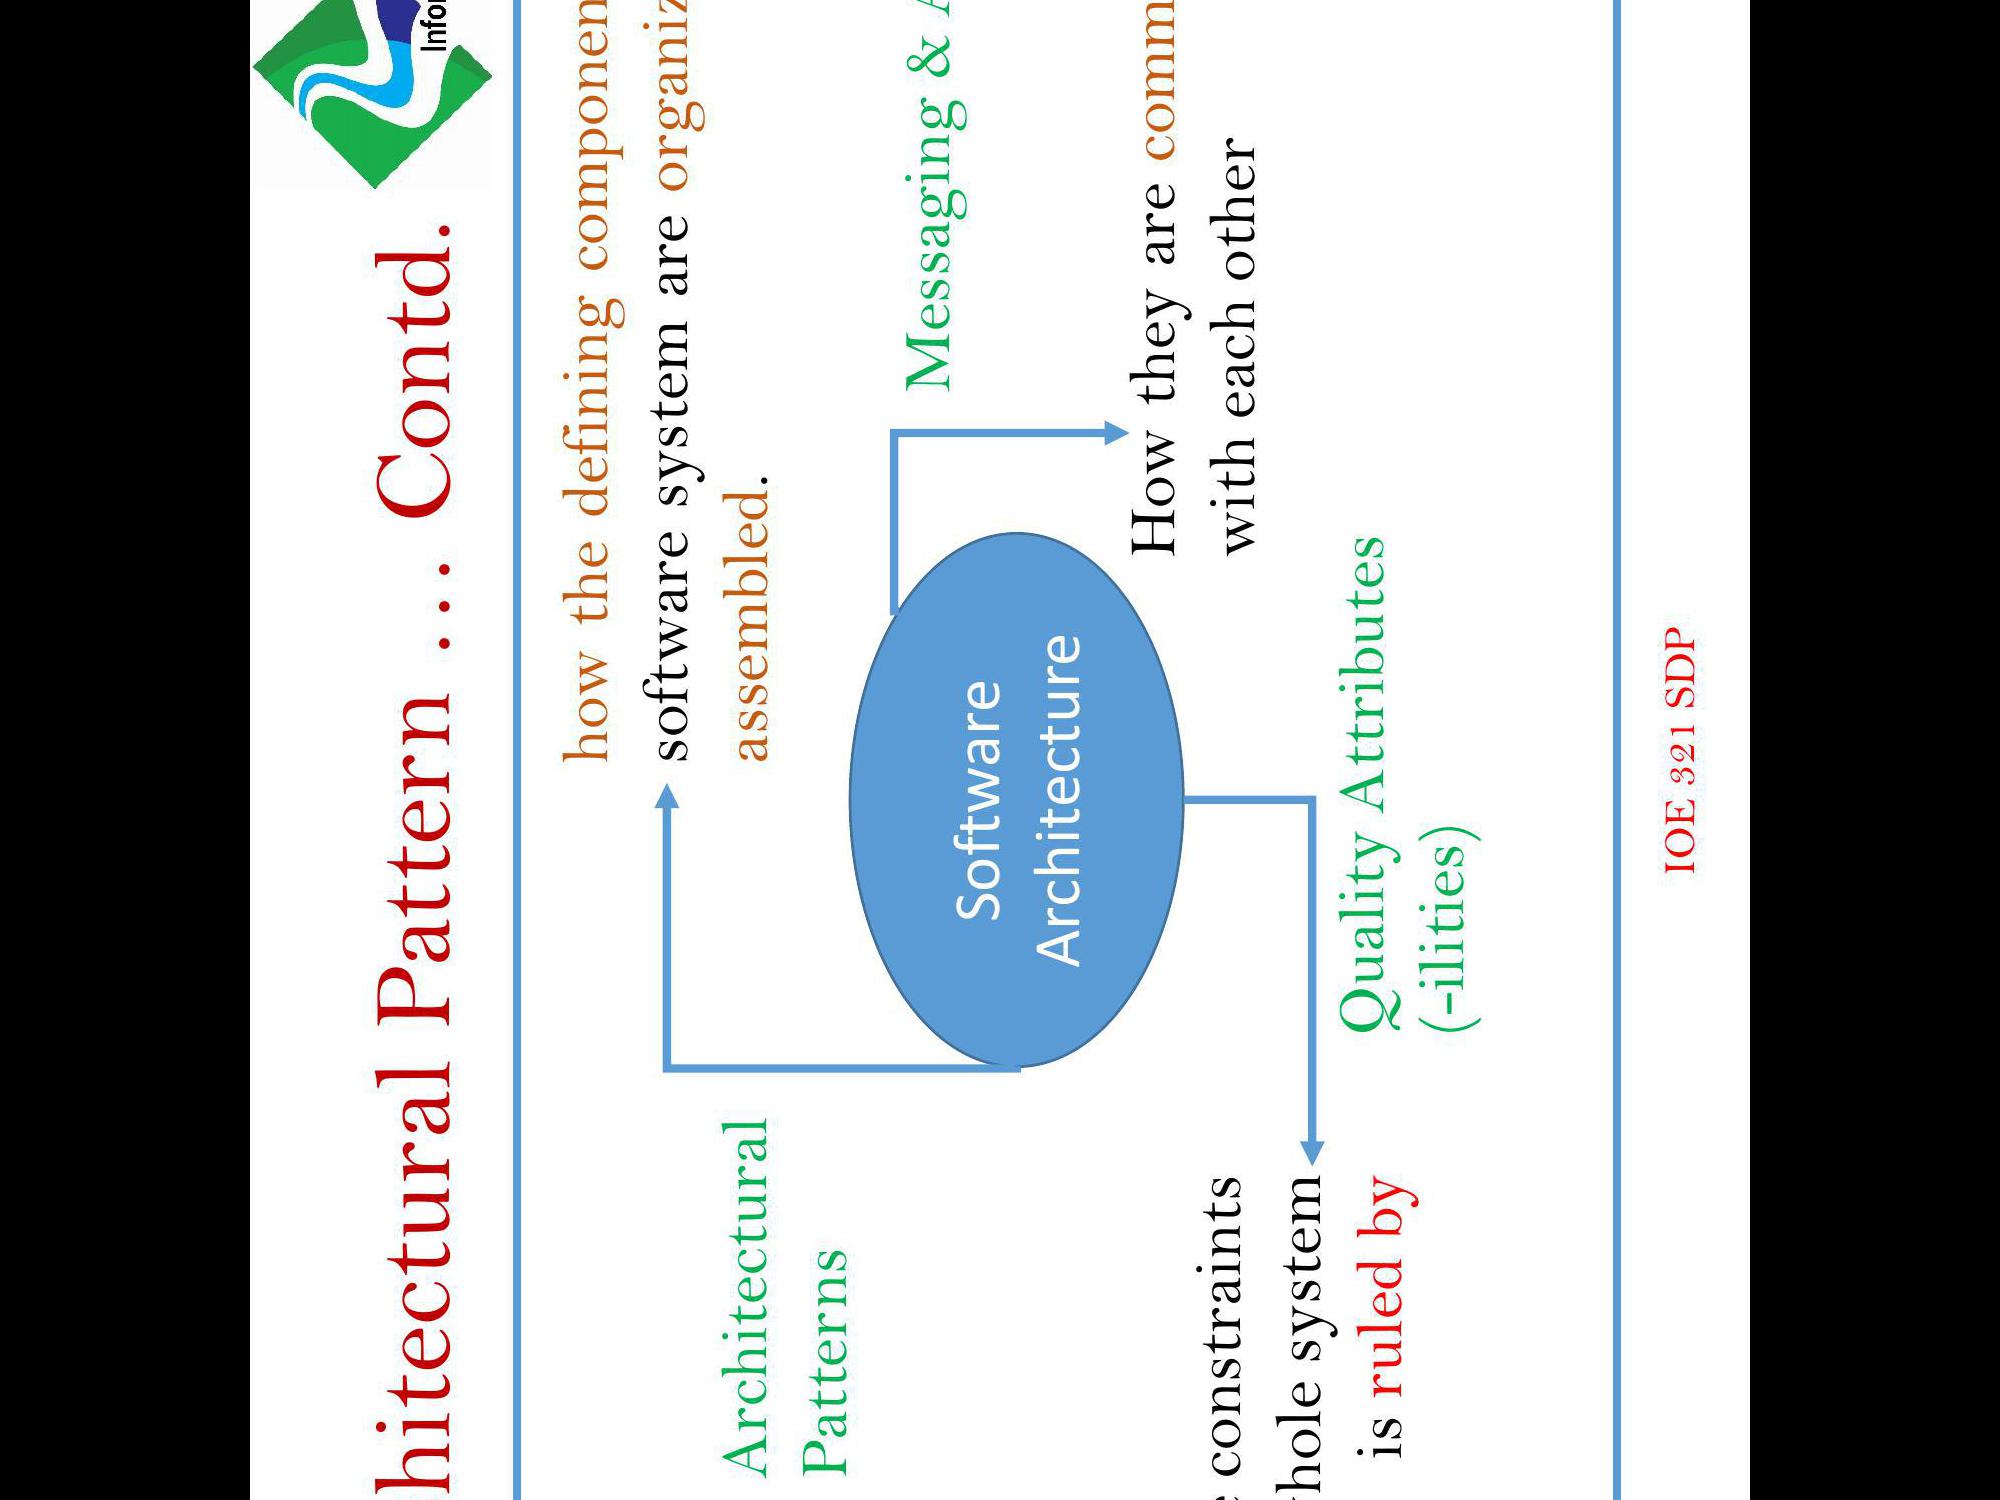 hitectural Pattern … Contd.
Infor
how the defining componen
software system are organiz
assembled.
Architectural
Patterns
Messaging & A
Software
Architecture
How they are comm
with each other
constraints
hole system
is ruled by
Quality Attributes
(-ilities)
IOE 321 SDP